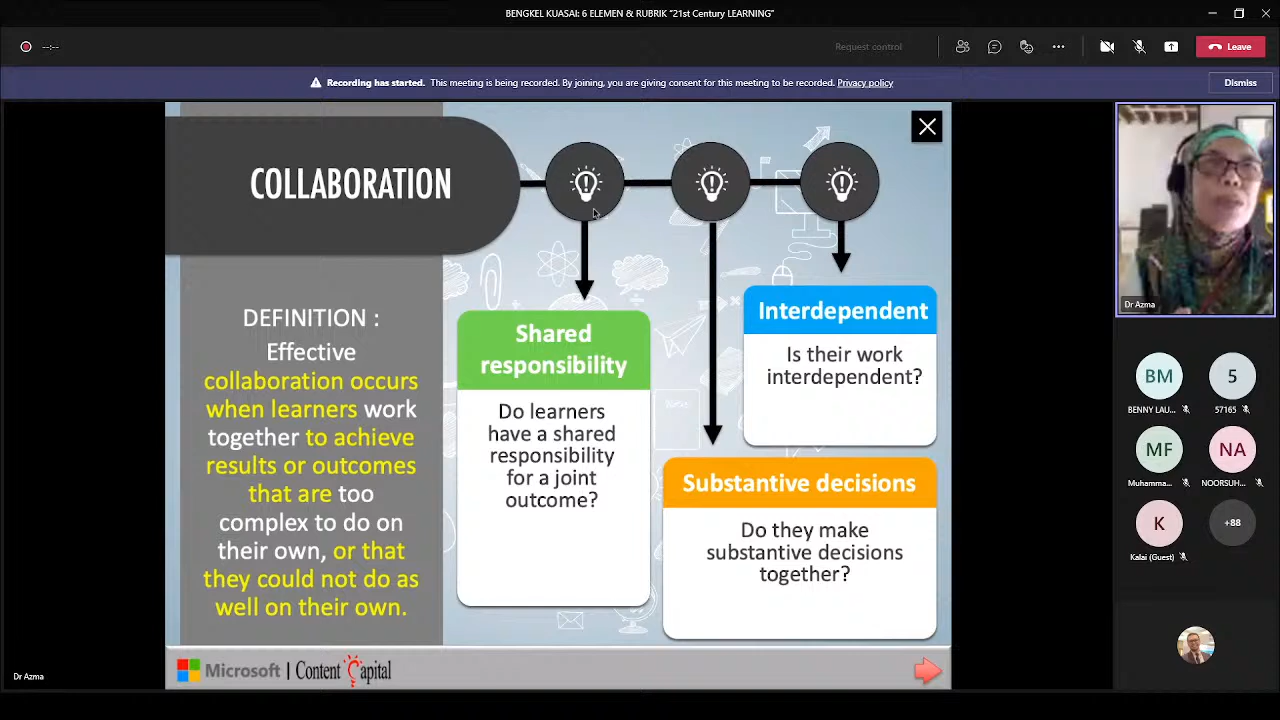 BENGKEL KUASAI: 6 ELEMEN & RUBRIK "21st Century LEARNING"
--:--
Request control
Leave
Recording has started. This meeting is being recorded. By joining, you are giving consent for this meeting to be recorded. Privacy policy
Dismiss
COLLABORATION
DEFINITION :
Effective
collaboration occurs
when learners work
together to achieve
results or outcomes
that are too
complex to do on
their own, or that
they could not do as
well on their own.
Shared
responsibility
Do learners
have a shared
responsibility
for a joint
outcome?
Interdependent
Is their work
interdependent?
Substantive decisions
Do they make
substantive decisions
together?
Microsoft | Content Capital
Dr Azma
Dr Azma
BM
BENNY LAU...
5
57165
MF
Muhamma...
NA
NOORSUH...
K
Kalai (Guest)
+88